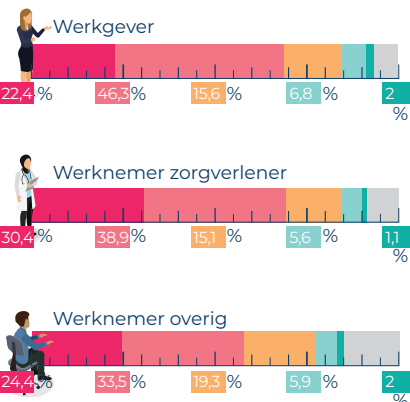 Werkgever
22,4% 46,3% 15,6% 6,8% 2
%
Werknemer zorgverlener
30,4% 38,9% 15,1% 5,6% 1,1
%
Werknemer overig
24,4% 33,5% 19,3% 5,9% 2
%